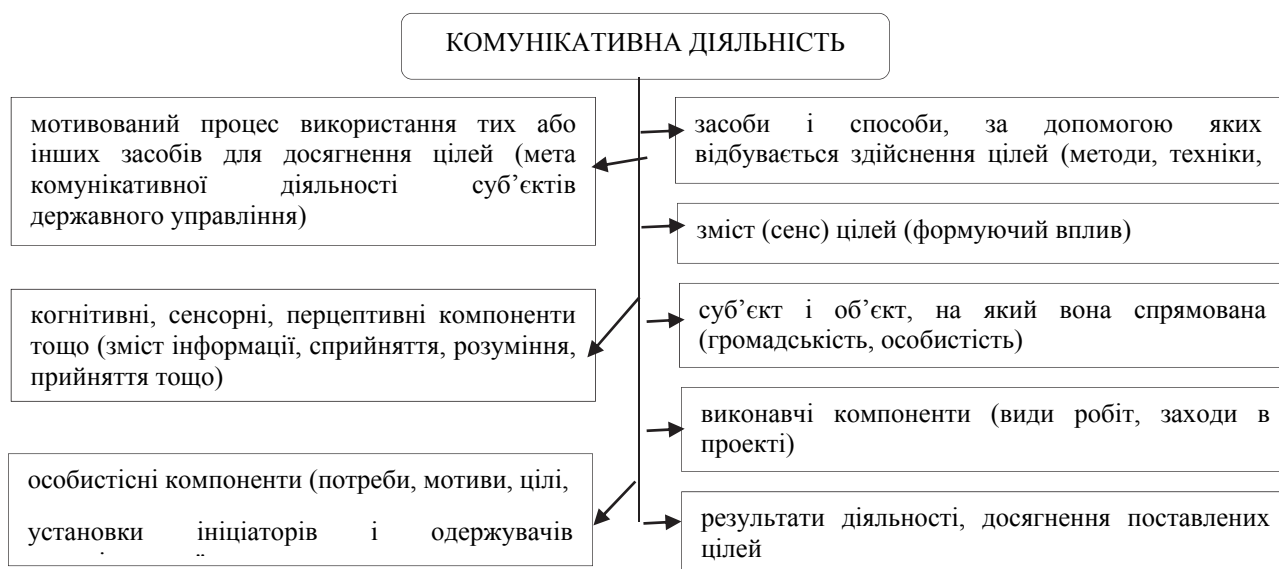 КОМУНІКАТИВНА ДІЯЛЬНІСТЬ
мотивований процес використання тих або
інших засобів для досягнення цілей (мета
комунікативної діяльності суб’єктів
державного управління)
когнітивні, сенсорні, перцептивні компоненти
тощо (зміст інформації, сприйняття, розуміння,
прийняття тощо)
особистісні компоненти (потреби, мотиви, цілі,
установки ініціаторів і одержувачів
засоби і способи, за допомогою яких
відбувається здійснення цілей (методи, техніки,
зміст (сенс) цілей (формуючий вплив)
суб’єкт і об’єкт, на який вона спрямована
(громадськість, особистість)
виконавчі компоненти (види робіт, заходи в
проекті)
результати діяльності, досягнення поставлених
цілей